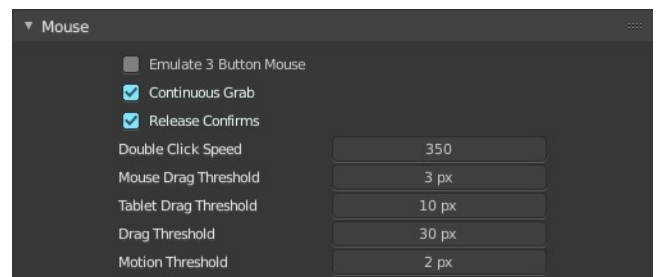 Mouse
Emulate 3 Button Mouse
Continuous Grab
Release Confirms
Double Click Speed 350
Mouse Drag Threshold 3 px
Tablet Drag Threshold 10 px
Drag Threshold 30 px
Motion Threshold 2 px